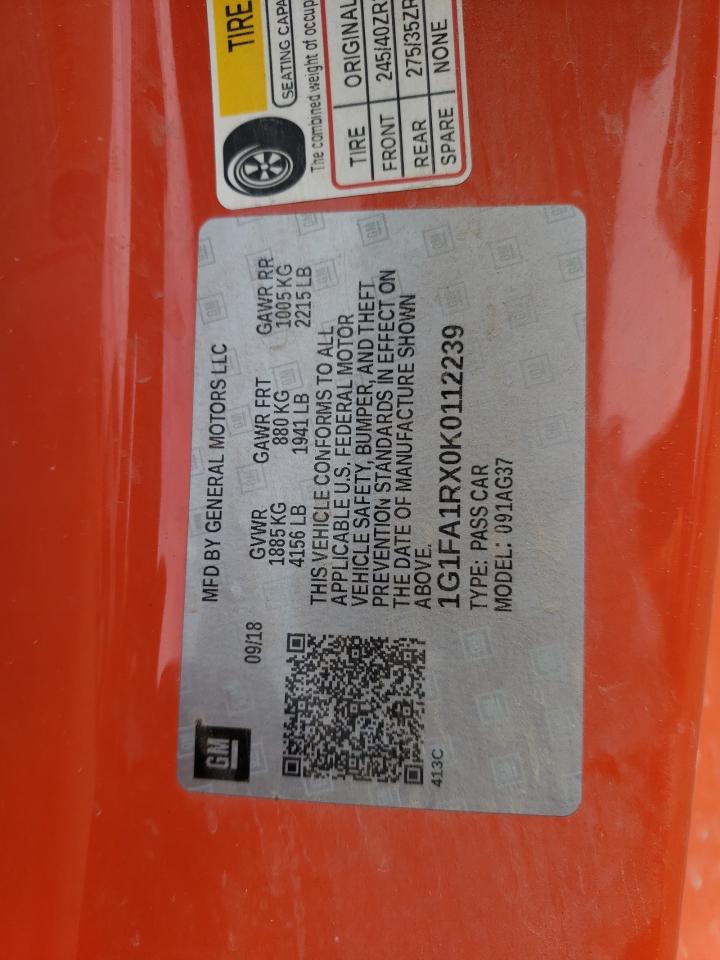 TIRE
SEATING CAPA
The combined weight of occup
TIRE ORIGINAL
FRONT 245/40ZR
REAR 275/35ZR
SPARE NONE
GM
MFD BY GENERAL MOTORS LLC
09/18
GVWR GAWR FRT GAWR RR
1885 KG 880 KG 1005 KG
4156 LB 1941 LB 2215 LB
THIS VEHICLE CONFORMS TO ALL
APPLICABLE U.S. FEDERAL MOTOR
VEHICLE SAFETY, BUMPER, AND THEFT
PREVENTION STANDARDS IN EFFECT ON
THE DATE OF MANUFACTURE SHOWN
ABOVE.
1G1FA1RX0K0112239
TYPE: PASS CAR
MODEL: 091AG37
413C